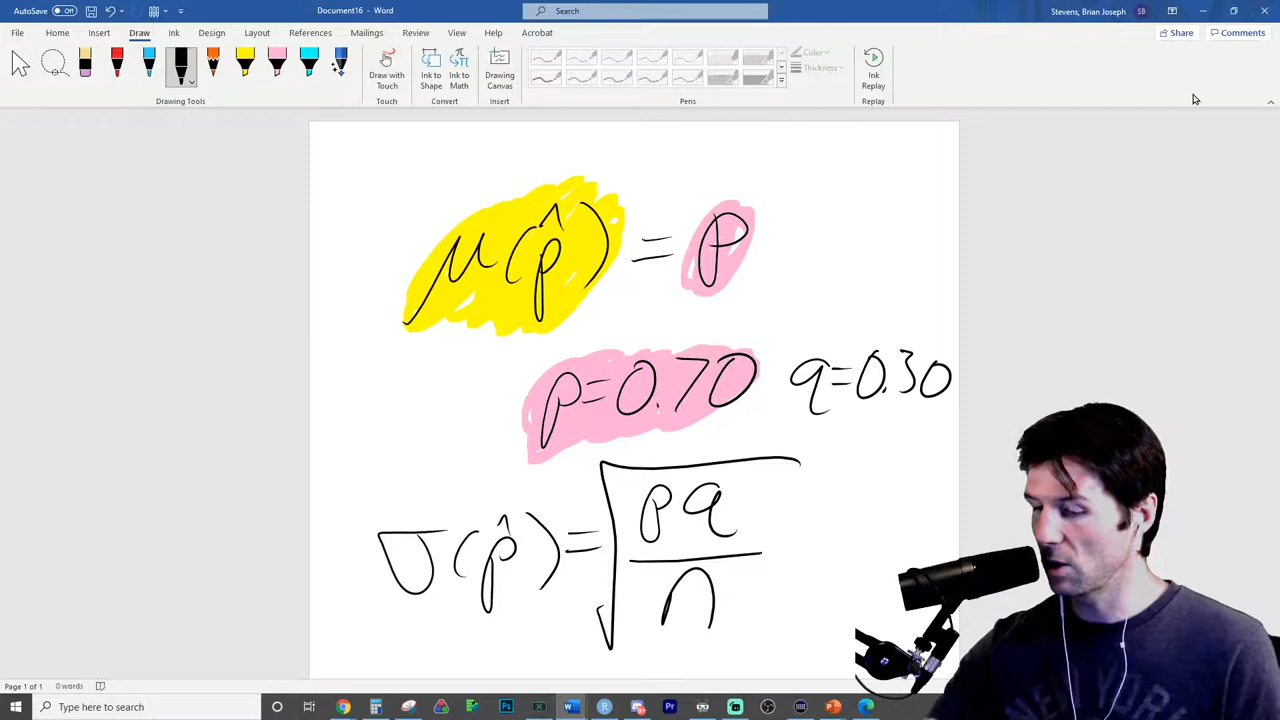 AutoSave Off Document16 - Word Search Stevens, Brian Joseph SB
File Home Insert Draw Ink Design Layout References Mailings Review View Help Acrobat Share Comments
Draw with Touch Ink to Shape Ink to Math Drawing Canvas Color Thickness Ink Replay
Drawing Tools Touch Convert Insert Pens Replay
μ(p̂) = p
p=0.70 q=0.30
σ(p̂)=√(pq/n)
Page 1 of 1 0 words
Type here to search